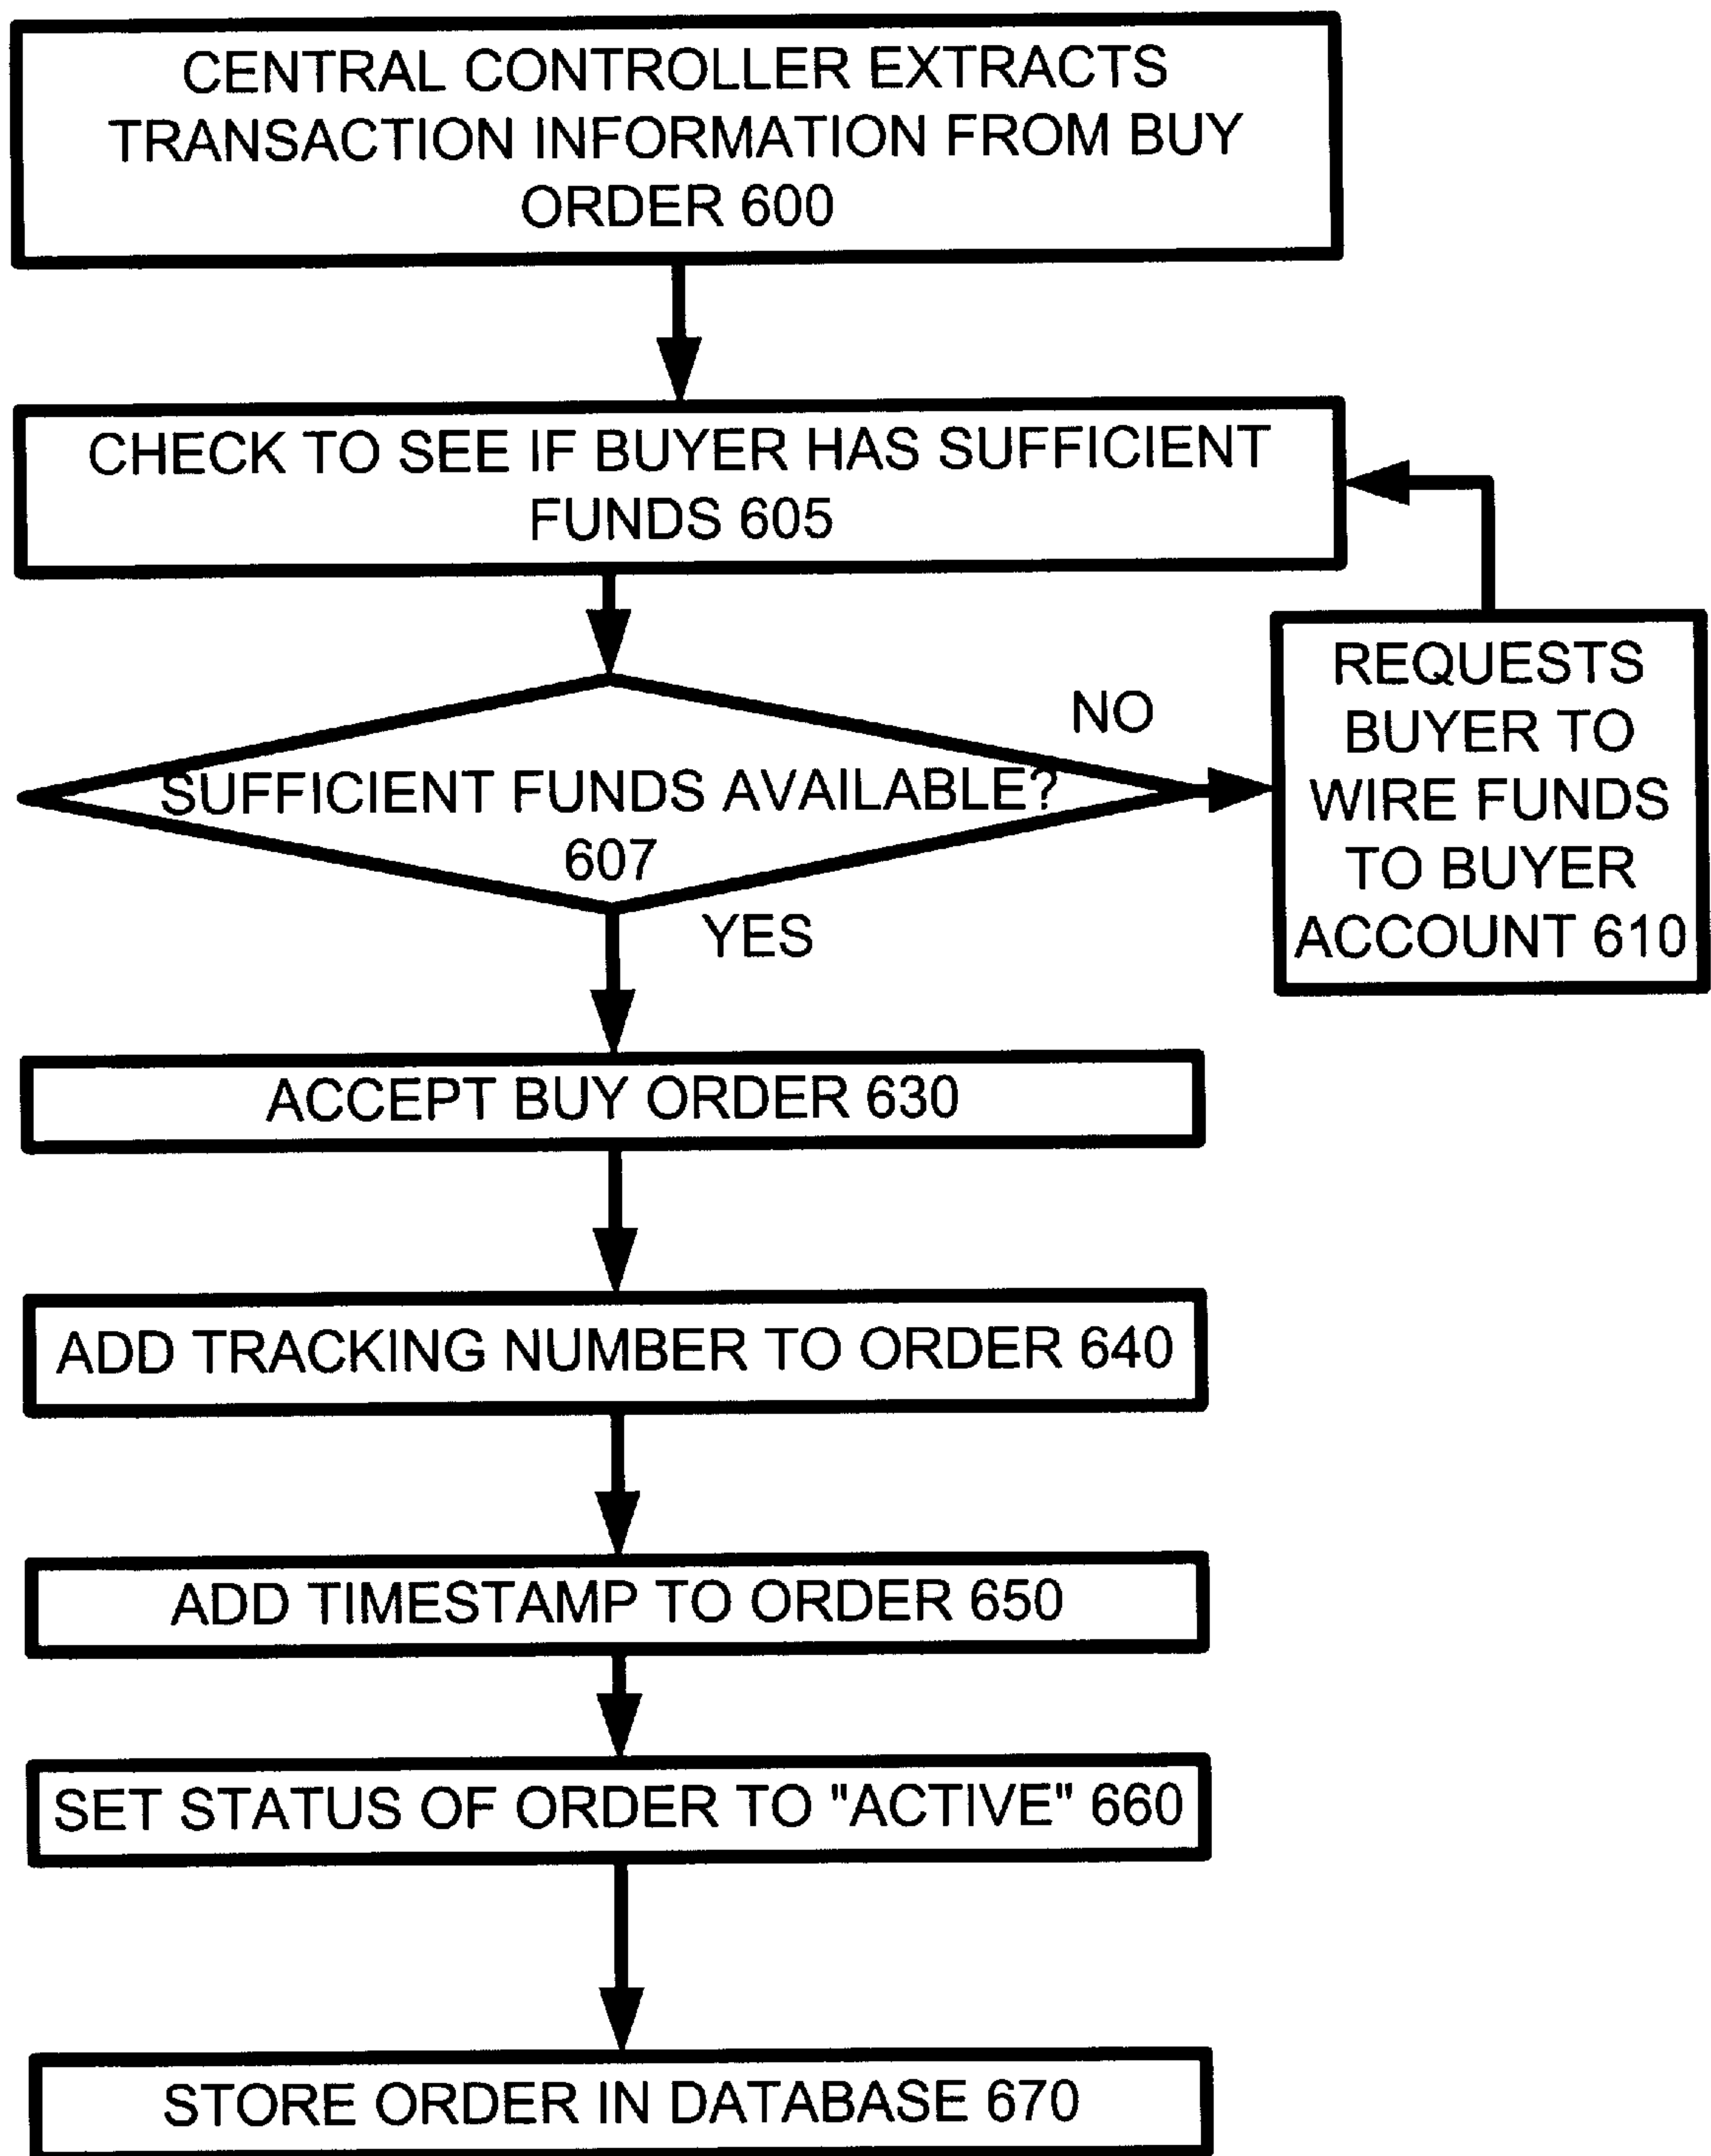 CENTRAL CONTROLLER EXTRACTS
TRANSACTION INFORMATION FROM BUY
ORDER 600
CHECK TO SEE IF BUYER HAS SUFFICIENT
FUNDS 605
NO
SUFFICIENT FUNDS AVAILABLE?
607
YES
REQUESTS
BUYER TO
WIRE FUNDS
TO BUYER
ACCOUNT 610
ACCEPT BUY ORDER 630
ADD TRACKING NUMBER TO ORDER 640
ADD TIMESTAMP TO ORDER 650
SET STATUS OF ORDER TO "ACTIVE" 660
STORE ORDER IN DATABASE 670